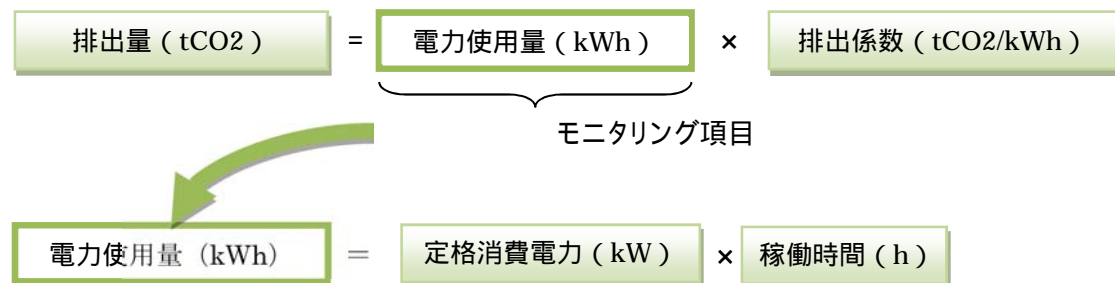 排出量（tCO2） = 電力使用量（kWh） × 排出係数（tCO2/kWh）
モニタリング項目
電力使用量（kWh） = 定格消費電力（kW） × 稼働時間（h）